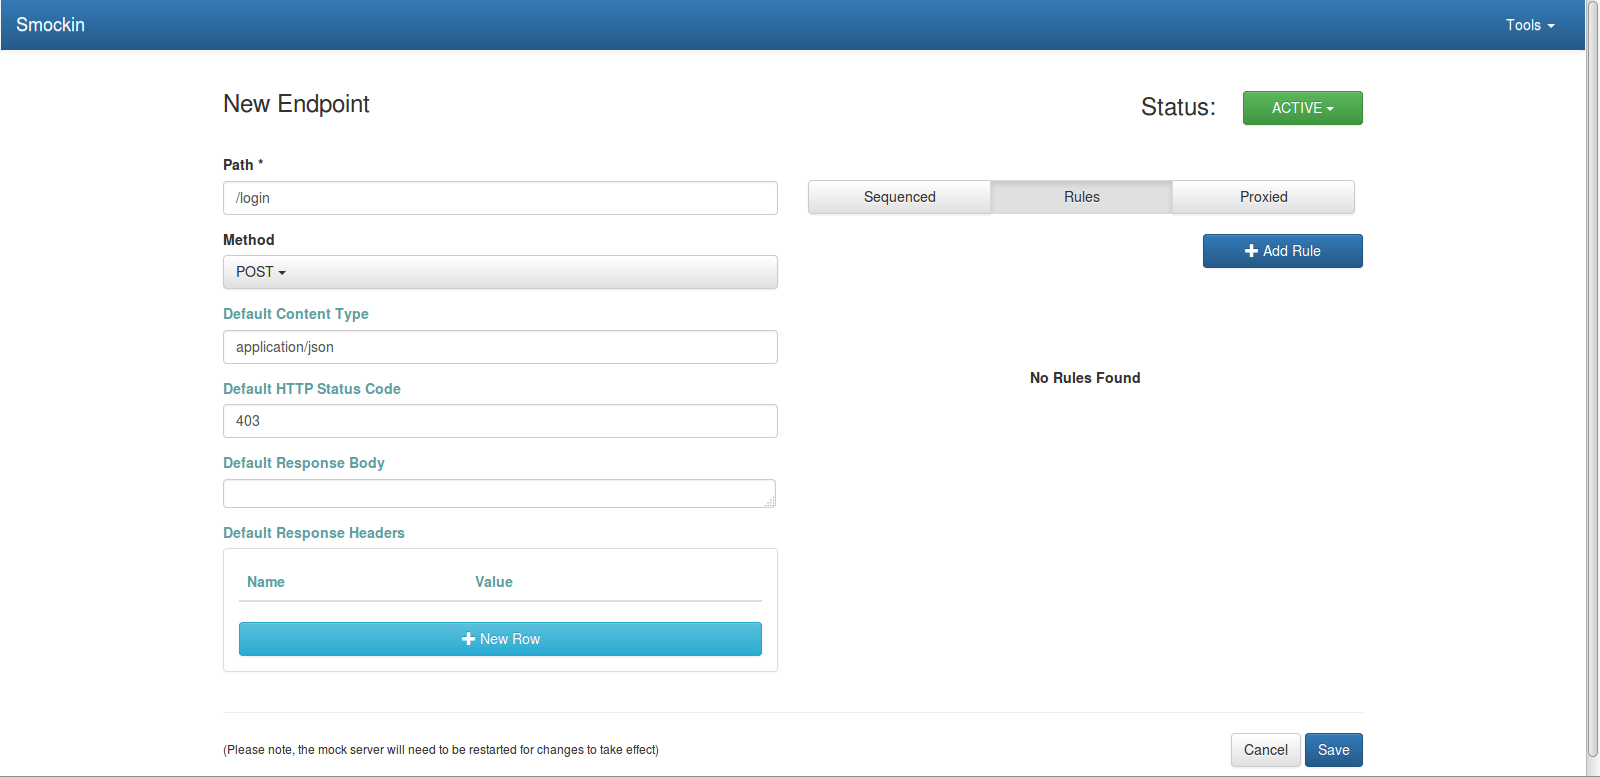 Smockin
Tools
New Endpoint
Status:
ACTIVE
Path *
/login
Sequenced
Rules
Proxied
Method
POST
Add Rule
Default Content Type
application/json
No Rules Found
Default HTTP Status Code
403
Default Response Body
Default Response Headers
Name
Value
New Row
(Please note, the mock server will need to be restarted for changes to take effect)
Cancel
Save